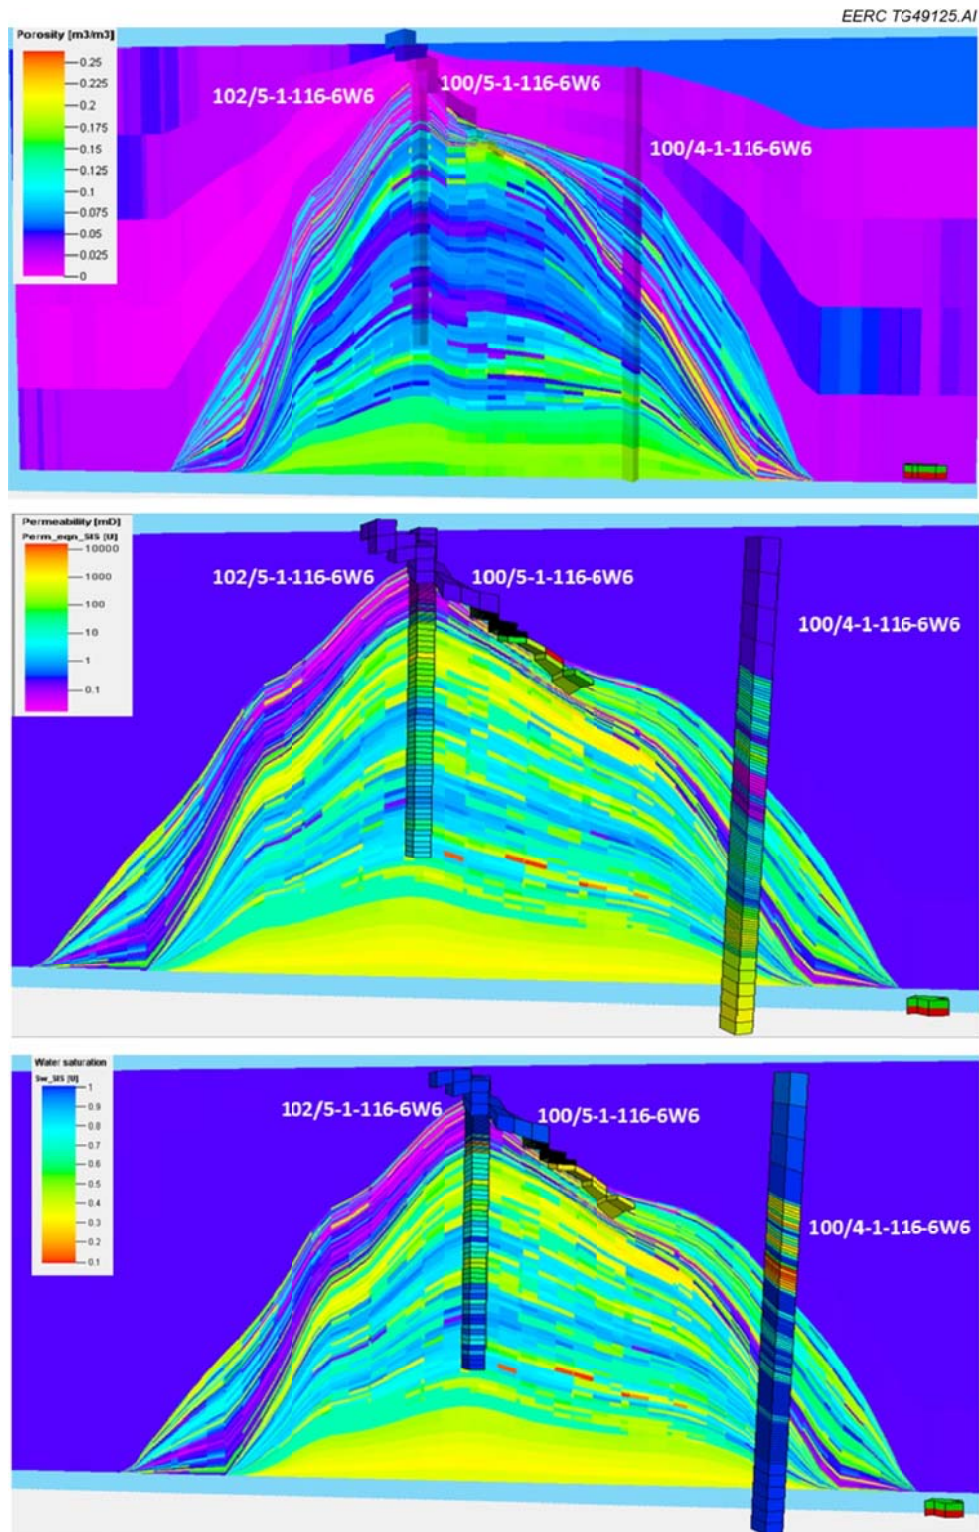 EERC TG49125.AI
Porosity [m3/m3]
0.25
0.225
0.2
0.175
0.15
0.125
0.1
0.075
0.05
0.025
0
102/5-1-116-6W6
100/5-1-116-6W6
100/4-1-116-6W6
Permeability [mD]
Perm_eqn_SIS [U]
10000
1000
100
10
1
0.1
102/5-1-116-6W6
100/5-1-116-6W6
100/4-1-116-6W6
Water saturation
Sw_SIS [U]
1
0.9
0.8
0.7
0.6
0.5
0.4
0.3
0.2
0.1
102/5-1-116-6W6
100/5-1-116-6W6
100/4-1-116-6W6